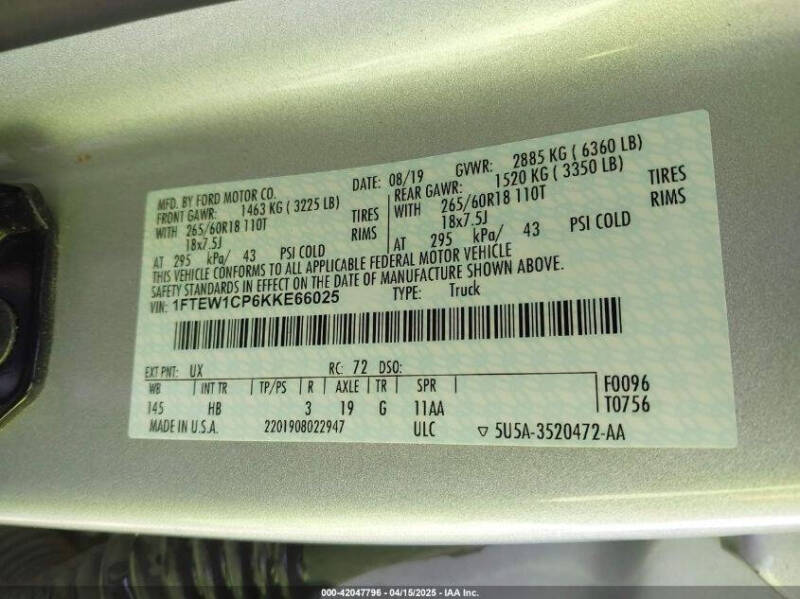 MFD. BY FORD MOTOR CO.
DATE: 08/19 GVWR: 2885 KG ( 6360 LB)
FRONT GAWR: 1463 KG ( 3225 LB) REAR GAWR: 1520 KG ( 3350 LB)
WITH 265/60R18 110T TIRES WITH 265/60R18 110T TIRES
18x7.5J RIMS 18x7.5J RIMS
AT 295 kPa/ 43 PSI COLD AT 295 kPa/ 43 PSI COLD
THIS VEHICLE CONFORMS TO ALL APPLICABLE FEDERAL MOTOR VEHICLE
SAFETY STANDARDS IN EFFECT ON THE DATE OF MANUFACTURE SHOWN ABOVE.
VIN: 1FTEW1CP6KKE66025 TYPE: Truck
EXT PNT: UX RC: 72 DSO:
WB INT TR TP/PS R AXLE TR SPR F0096
145 HB 3 19 G 11AA T0756
MADE IN U.S.A. 2201908022947 ULC ▽ 5U5A-3520472-AA
000-42047796 - 04/15/2025 - IAA Inc.